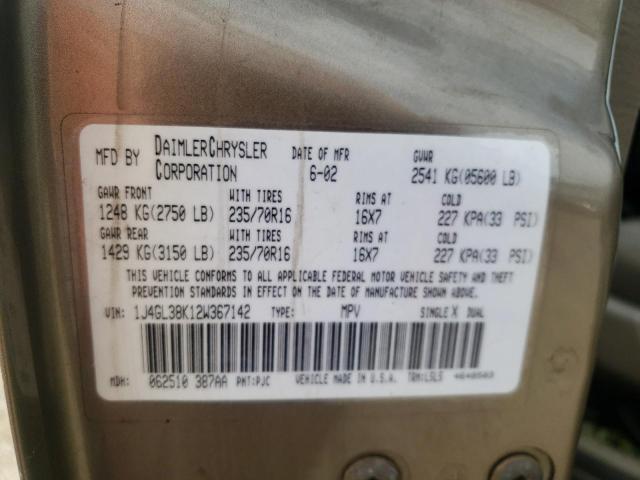 MFD BY DAIMLERCHRYSLER CORPORATION DATE OF MFR 6-02 GVWR 2541 KG(05600 LB)
GAWR FRONT WITH TIRES RIMS AT COLD
1248 KG(2750 LB) 235/70R16 16X7 227 KPA(33 PSI)
GAWR REAR WITH TIRES RIMS AT COLD
1429 KG(3150 LB) 235/70R16 16X7 227 KPA(33 PSI)
THIS VEHICLE CONFORMS TO ALL APPLICABLE FEDERAL MOTOR VEHICLE SAFETY AND THEFT
PREVENTION STANDARDS IN EFFECT ON THE DATE OF MANUFACTURE SHOWN ABOVE.
VIN: 1J4GL38K12W367142 TYPE: MPV SINGLE X DUAL
MDH: 062510 387AA PNT:PJC VEHICLE MADE IN U.S.A. TRM:L5LS